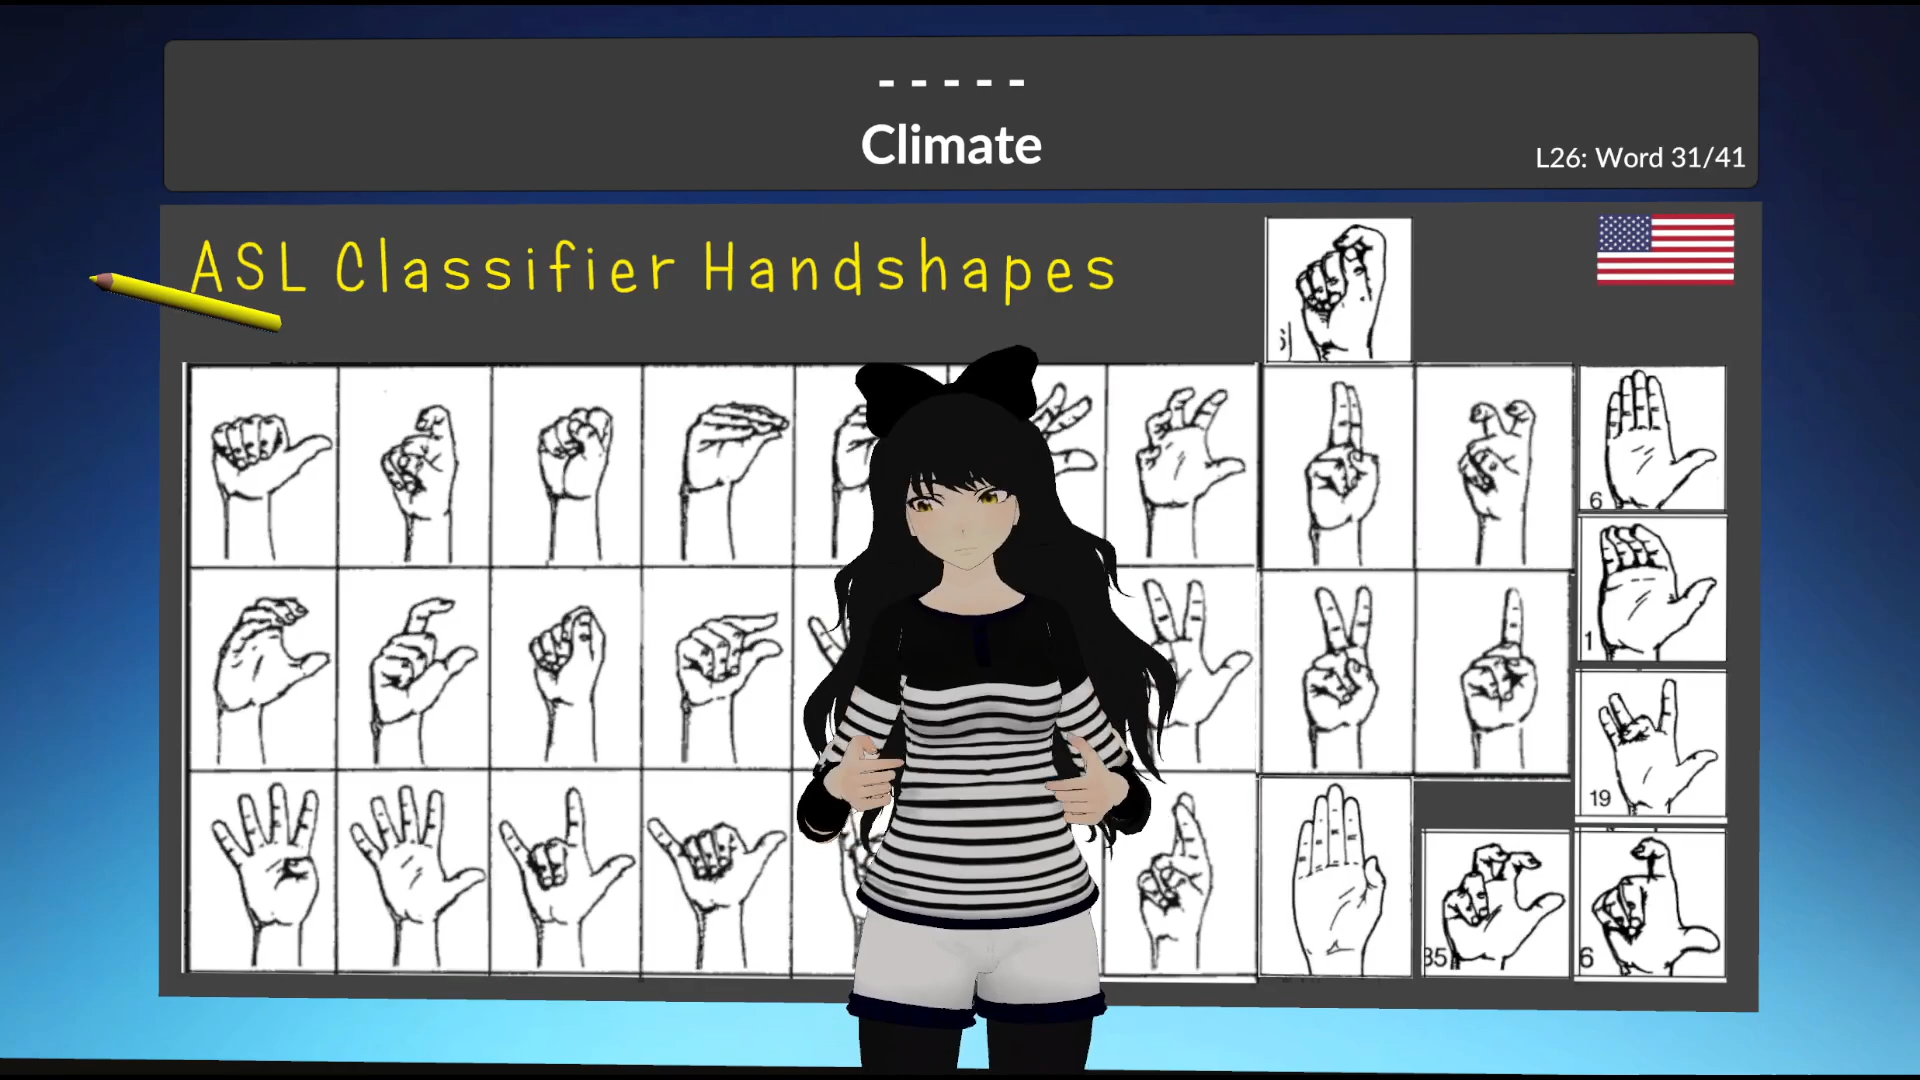 - - - - -
Climate
L26: Word 31/41
ASL Classifier Handshapes
6
1
19
35
6